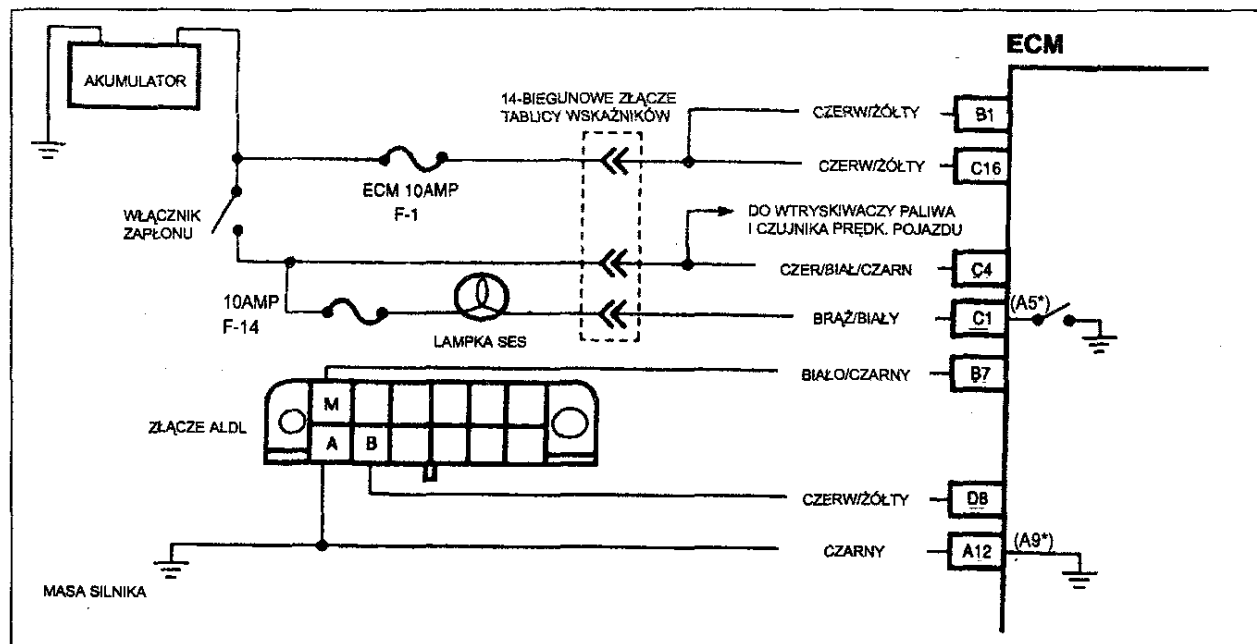 ECM
AKUMULATOR
14-BIEGUNOWE ZŁĄCZE
TABLICY WSKAŹNIKÓW
CZERW/ŻÓŁTY
B1
CZERW/ŻÓŁTY
C16
ECM 10AMP
F-1
WŁĄCZNIK
ZAPŁONU
DO WTRYSKIWACZY PALIWA
I CZUJNIKA PRĘDK. POJAZDU
CZER/BIAŁ/CZARN
C4
10AMP
F-14
LAMPKA SES
BRĄŻ/BIAŁY
C1
(A5*)
BIAŁO/CZARNY
B7
ZŁĄCZE ALDL
M
A
B
CZERW/ŻÓŁTY
D8
CZARNY
A12
(A9*)
MASA SILNIKA